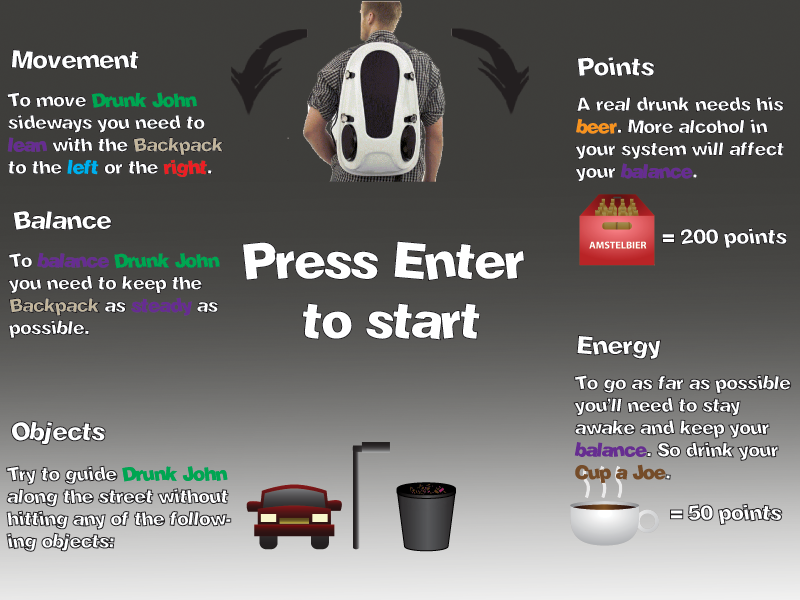 Movement
To move Drunk John
sideways you need to
lean with the Backpack
to the left or the right.
Balance
To balance Drunk John
you need to keep the
Backpack as steady as
possible.
Objects
Try to guide Drunk John
along the street without
hitting any of the follow-
ing objects:
Press Enter
to start
Points
A real drunk needs his
beer. More alcohol in
your system will affect
your balance.
AMSTELBIER
= 200 points
Energy
To go as far as possible
you'll need to stay
awake and keep your
balance. So drink your
Cup a Joe.
= 50 points